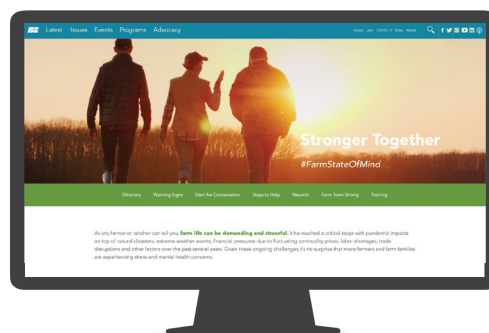 Latest Issues Events Programs Advocacy
About Join Shop Media
Stronger Together
#FarmStateOfMind
Directory Warning Signs Start the Conversation Steps to Help Research Farm Town Strong Training
As any farmer or rancher can tell you, farm life can be demanding and stressful. It has reached a critical stage with pandemic impacts
on top of natural disasters, extreme weather events, financial pressures due to fluctuating commodity prices, labor shortages, trade
disruptions and other factors over the past several years. Given these ongoing challenges, it's no surprise that more farmers and farm families
are experiencing stress and mental health concerns.